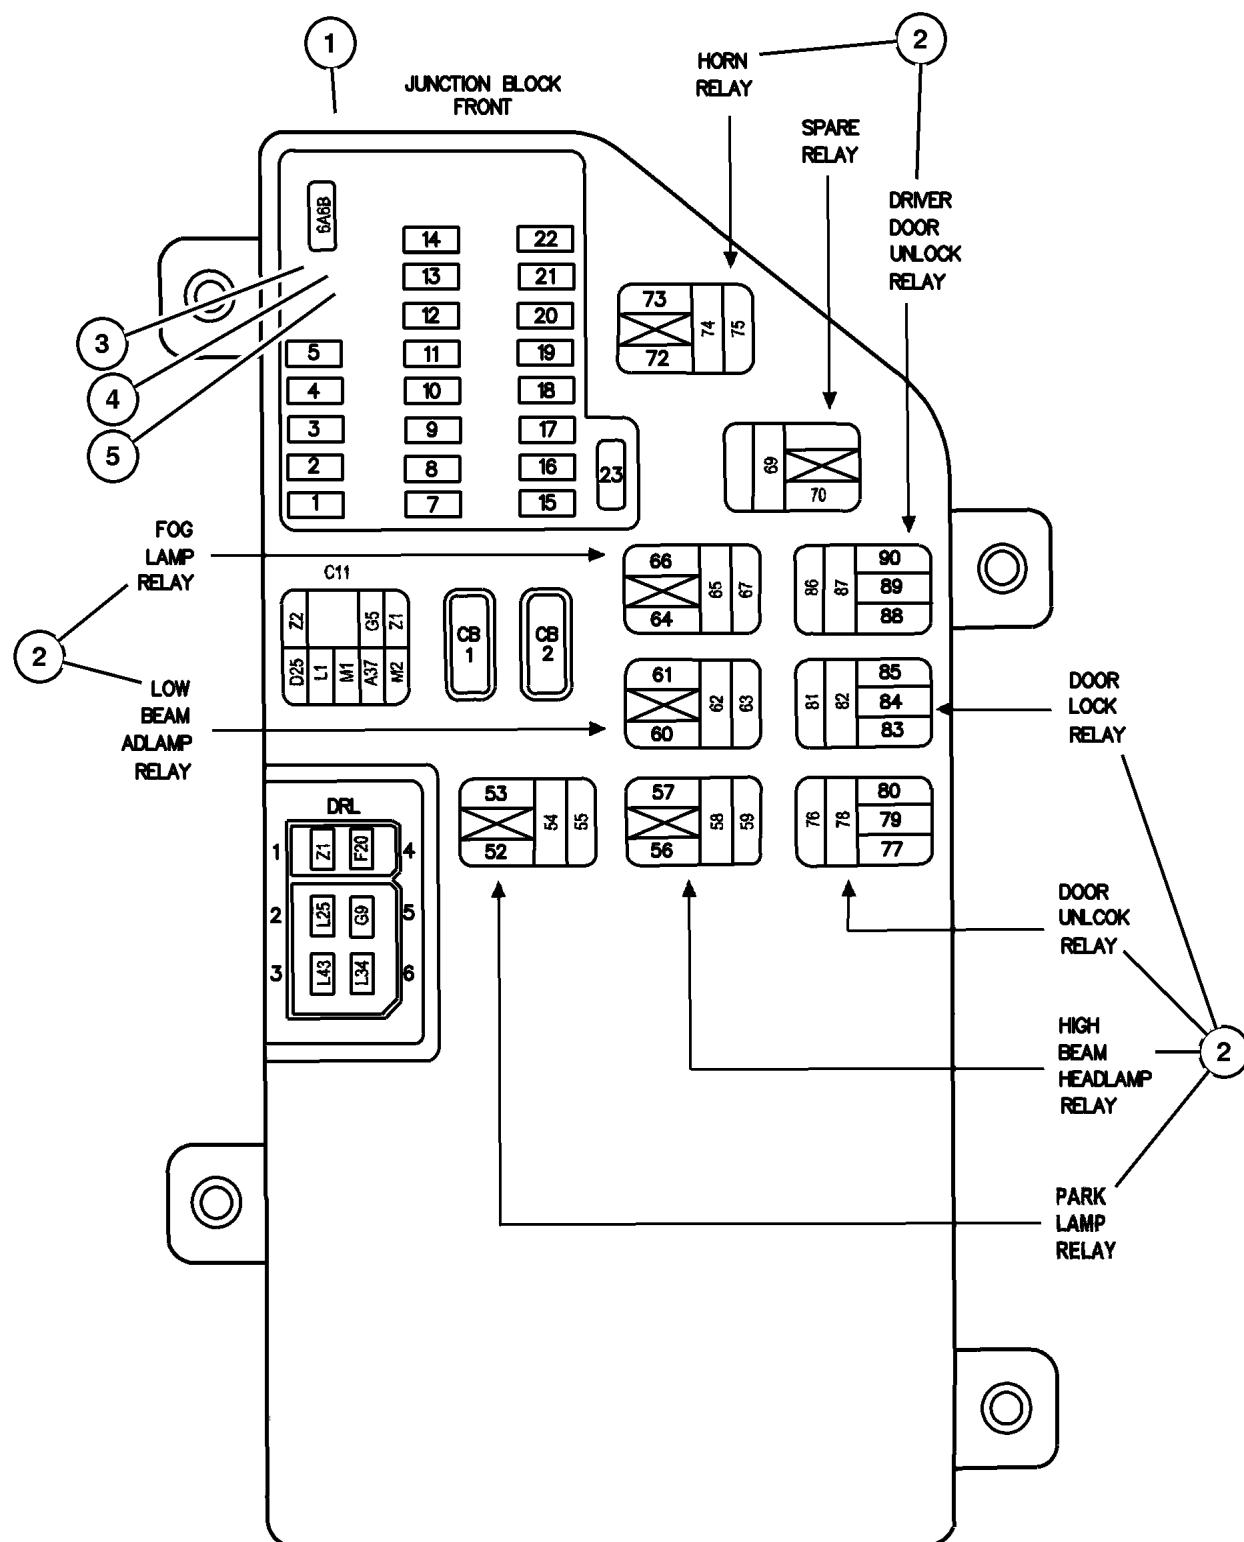 1
2
JUNCTION BLOCK
FRONT
HORN
RELAY
SPARE
RELAY
DRIVER
DOOR
UNLOCK
RELAY
6A6B
14
22
13
21
12
20
5
11
19
4
10
18
3
9
17
2
8
16
1
7
15
23
3
4
5
73
72
74
75
69
70
FOG
LAMP
RELAY
2
LOW
BEAM
ADLAMP
RELAY
C11
Z2
G5
Z1
D25
L1
M1
A37
M2
CB
1
CB
2
66
64
65
67
86
87
90
89
88
61
60
62
63
81
82
85
84
83
53
52
54
55
57
56
58
59
76
78
80
79
77
DRL
1
Z1
F20
4
2
L25
G9
5
3
L43
L34
6
DOOR
LOCK
RELAY
DOOR
UNLCOK
RELAY
HIGH
BEAM
HEADLAMP
RELAY
2
PARK
LAMP
RELAY